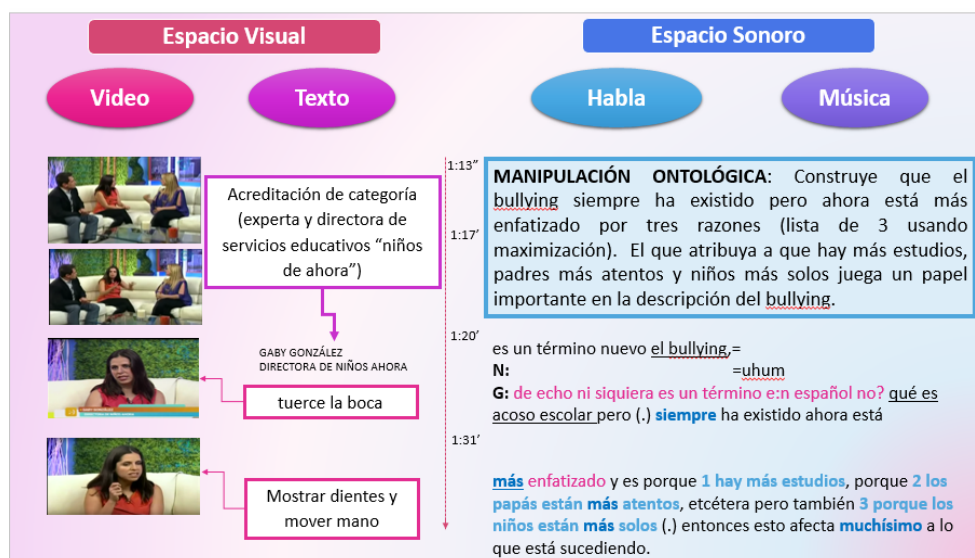 Espacio Visual
Espacio Sonoro
Video
Texto
Habla
Música
Acreditación de categoría
(experta y directora de
servicios educativos “niños
de ahora”)
GABY GONZÁLEZ
DIRECTORA DE NIÑOS AHORA
tuerce la boca
Mostrar dientes y
mover mano
1:13”
1:17’
1:20’
1:31’
MANIPULACIÓN ONTOLÓGICA: Construye que el
bullying siempre ha existido pero ahora está más
enfatizado por tres razones (lista de 3 usando
maximización). El que atribuya a que hay más estudios,
padres más atentos y niños más solos juega un papel
importante en la descripción del bullying.
es un término nuevo el bullying,=
N: =uhum
G: de echo ni siquiera es un término e:n español no? qué es
acoso escolar pero (.) siempre ha existido ahora está
más enfatizado y es porque 1 hay más estudios, porque 2 los
papás están más atentos, etcétera pero también 3 porque los
niños están más solos (.) entonces esto afecta muchísimo a lo
que está sucediendo.